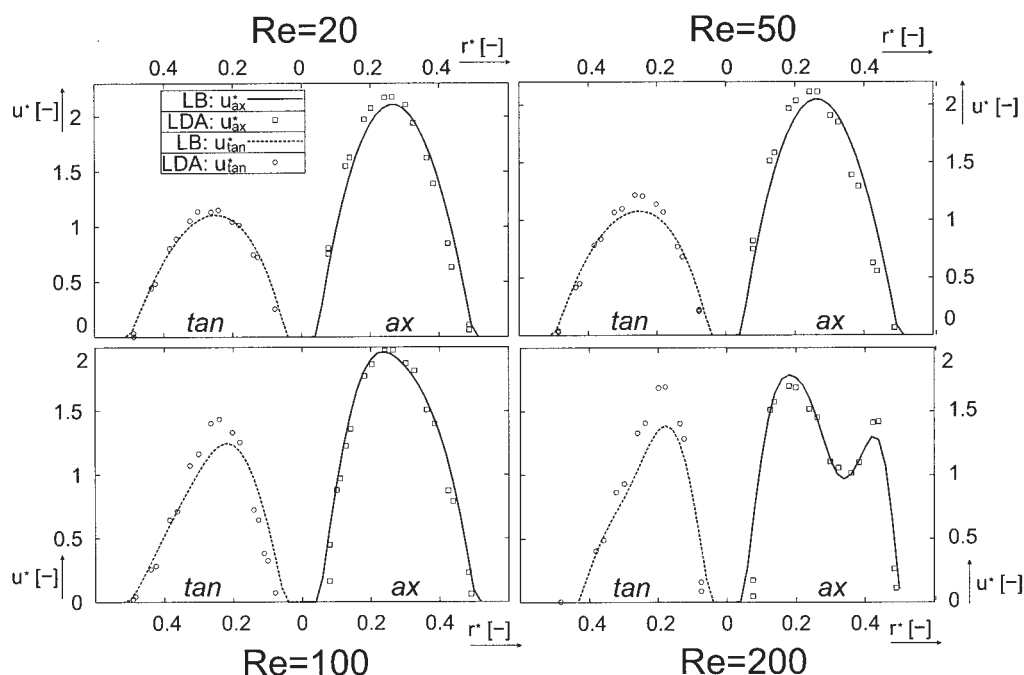 Re=20
Re=50
r* [–]
r* [–]
0.4 0.2 0 0.2 0.4
0.4 0.2 0 0.2 0.4
u* [–]
2
1.5
1
0.5
0
LB: u*ax
LDA: u*ax
LB: u*tan
LDA: u*tan
tan
ax
tan
ax
u* [–]
2
1.5
1
0.5
0
2
1.5
1
0.5
0
u* [–]
tan
ax
tan
ax
2
1.5
1
0.5
0
u* [–]
0.4 0.2 0 0.2 0.4
r* [–]
0.4 0.2 0 0.2 0.4
r* [–]
Re=100
Re=200